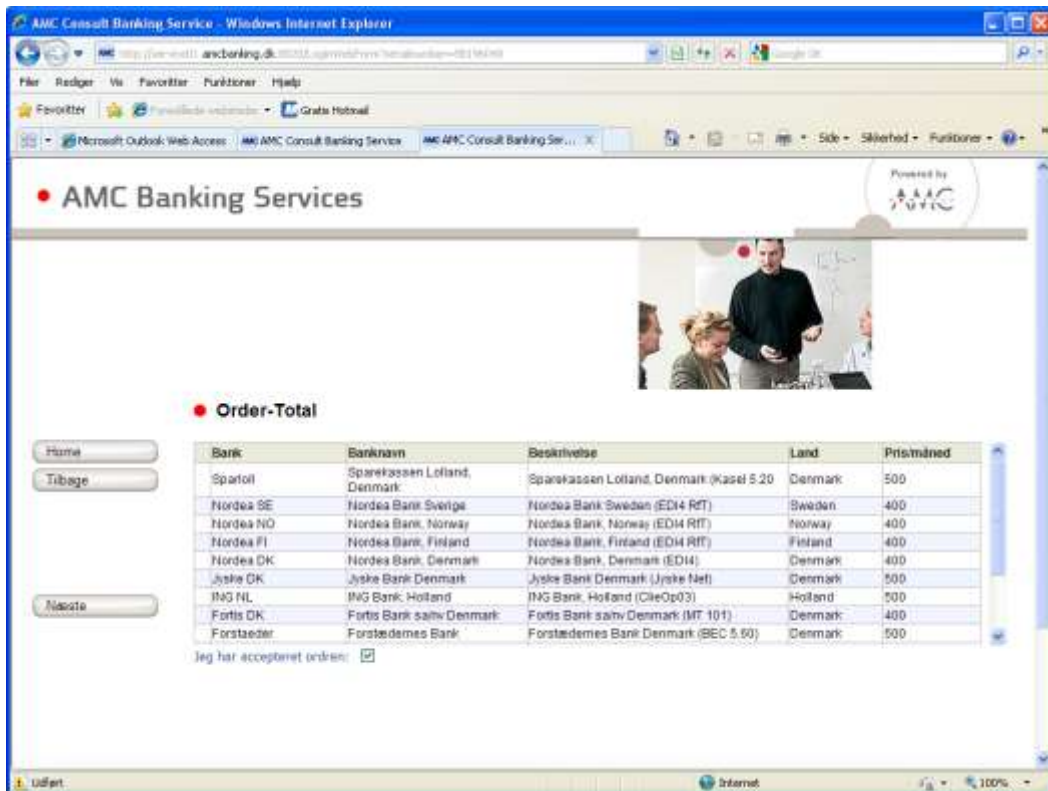 AMC Consult Banking Service - Windows Internet Explorer
amcbanking.dk
Filer Rediger Vis Favoritter Funktioner Hjælp
Favoritter Gratis Hotmail
Microsoft Outlook Web Access AMC Consult Banking Service AMC Consult Banking Ser... X Side Sikkerhed Funktioner
AMC Banking Services
Powered by
AMC
Order-Total
Home
Tilbage
Næste
Bank Banknavn Beskrivelse Land Pris/måned
Sparloll Sparekassen Lolland, Denmark Sparekassen Lolland, Denmark (Kasel 5.20 Denmark 500
Nordea SE Nordea Bank Sverige Nordea Bank Sweden (EDI4 RfT) Sweden 400
Nordea NO Nordea Bank, Norway Nordea Bank, Norway (EDI4 RfT) Norway 400
Nordea FI Nordea Bank, Finland Nordea Bank, Finland (EDI4 RfT) Finland 400
Nordea DK Nordea Bank, Denmark Nordea Bank, Denmark (EDI4) Denmark 400
Jyske DK Jyske Bank Denmark Jyske Bank Denmark (Jyske Net) Denmark 500
ING NL ING Bank, Holland ING Bank, Holland (ClieOp03) Holland 500
Fortis DK Fortis Bank sa/nv Denmark Fortis Bank sa/nv Denmark (MT 101) Denmark 400
Forstaeder Forstædernes Bank Forstædernes Bank Denmark (BEC 5.60) Denmark 500
Jeg har accepteret ordren:
Udført Internet 100%